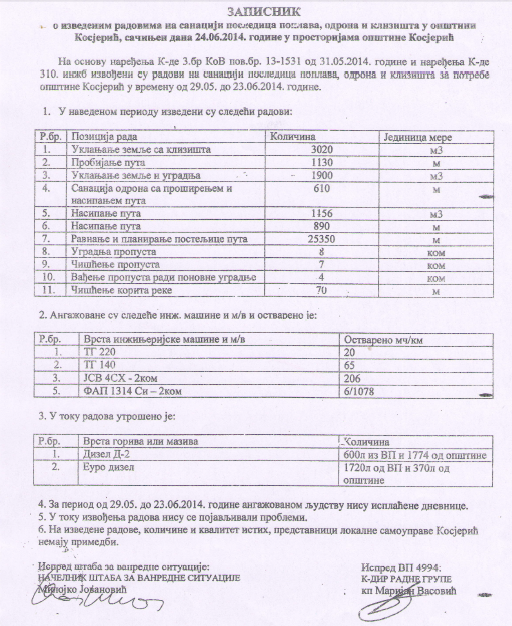 ЗАПИСНИК
о изведеним радовима на санацији последица поплава, одрона и клизишта у општини
Косјерић, сачињен дана 24.06.2014. године у просторијама општине Косјерић
На основу наређења К-де 3.бр КоВ пов.бр. 13-1531 од 31.05.2014. године и наређења К-де
310. инжб извођени су радови ни санацији последица поплава, одрона и клизишта за потребе
општине Косјерић у времену од 29.05. до 23.06.2014. године.
1. У наведеном периоду изведени су следећи радови:
Р.бр. Позиција рада Количина Јединица мере
1. Уклањање земље са клизишта 3020 м3
2. Пробијање пута 1130 м
3. Уклањање земље и уградња 1900 м3
4. Санација одрона са проширењем и 610 м
насипањем пута
5. Насипање пута 1156 м3
6. Насипање пута 890 м
7. Равнање и планирање постељице пута 25350 м
8. Уградња пропуста 8 ком
9. Чишћење пропуста 7 ком
10. Вађење пропуста ради поновне уградње 4 ком
11. Чишћење корита реке 70 м
2. Ангажоване су следеће инж. машине и м/в и остварено је:
Р.бр. Врста инжињеријске машине и м/в Остварено мч/км
1. ТГ 220 20
2. ТГ 140 65
3. ЈСВ 4СХ - 2ком 206
5. ФАП 1314 Си – 2ком 6/1078
3. У току радова утрошено је:
Р.бр. Врста горива или мазива Количина
1. Дизел Д-2 600л из ВП и 1774 од општине
2. Еуро дизел 1720л од ВП и 370л од
општине
4. За период од 29.05. до 23.06.2014. године ангажованом људству нису исплаћене дневнице.
5. У току извођења радова нису се појављивали проблеми.
6. На изведене радове, количине и квалитет истих, представници локалне самоуправе Косјерић
немају примедби.
Испред штаба за ванредне ситуације: Испред ВП 4994:
НАЧЕЛНИК ШТАБА ЗА ВАНРЕДНЕ СИТУАЦИЈЕ К-ДИР РАДНЕ ГРУПЕ
Милојко Јовановић кп Маријан Васовић